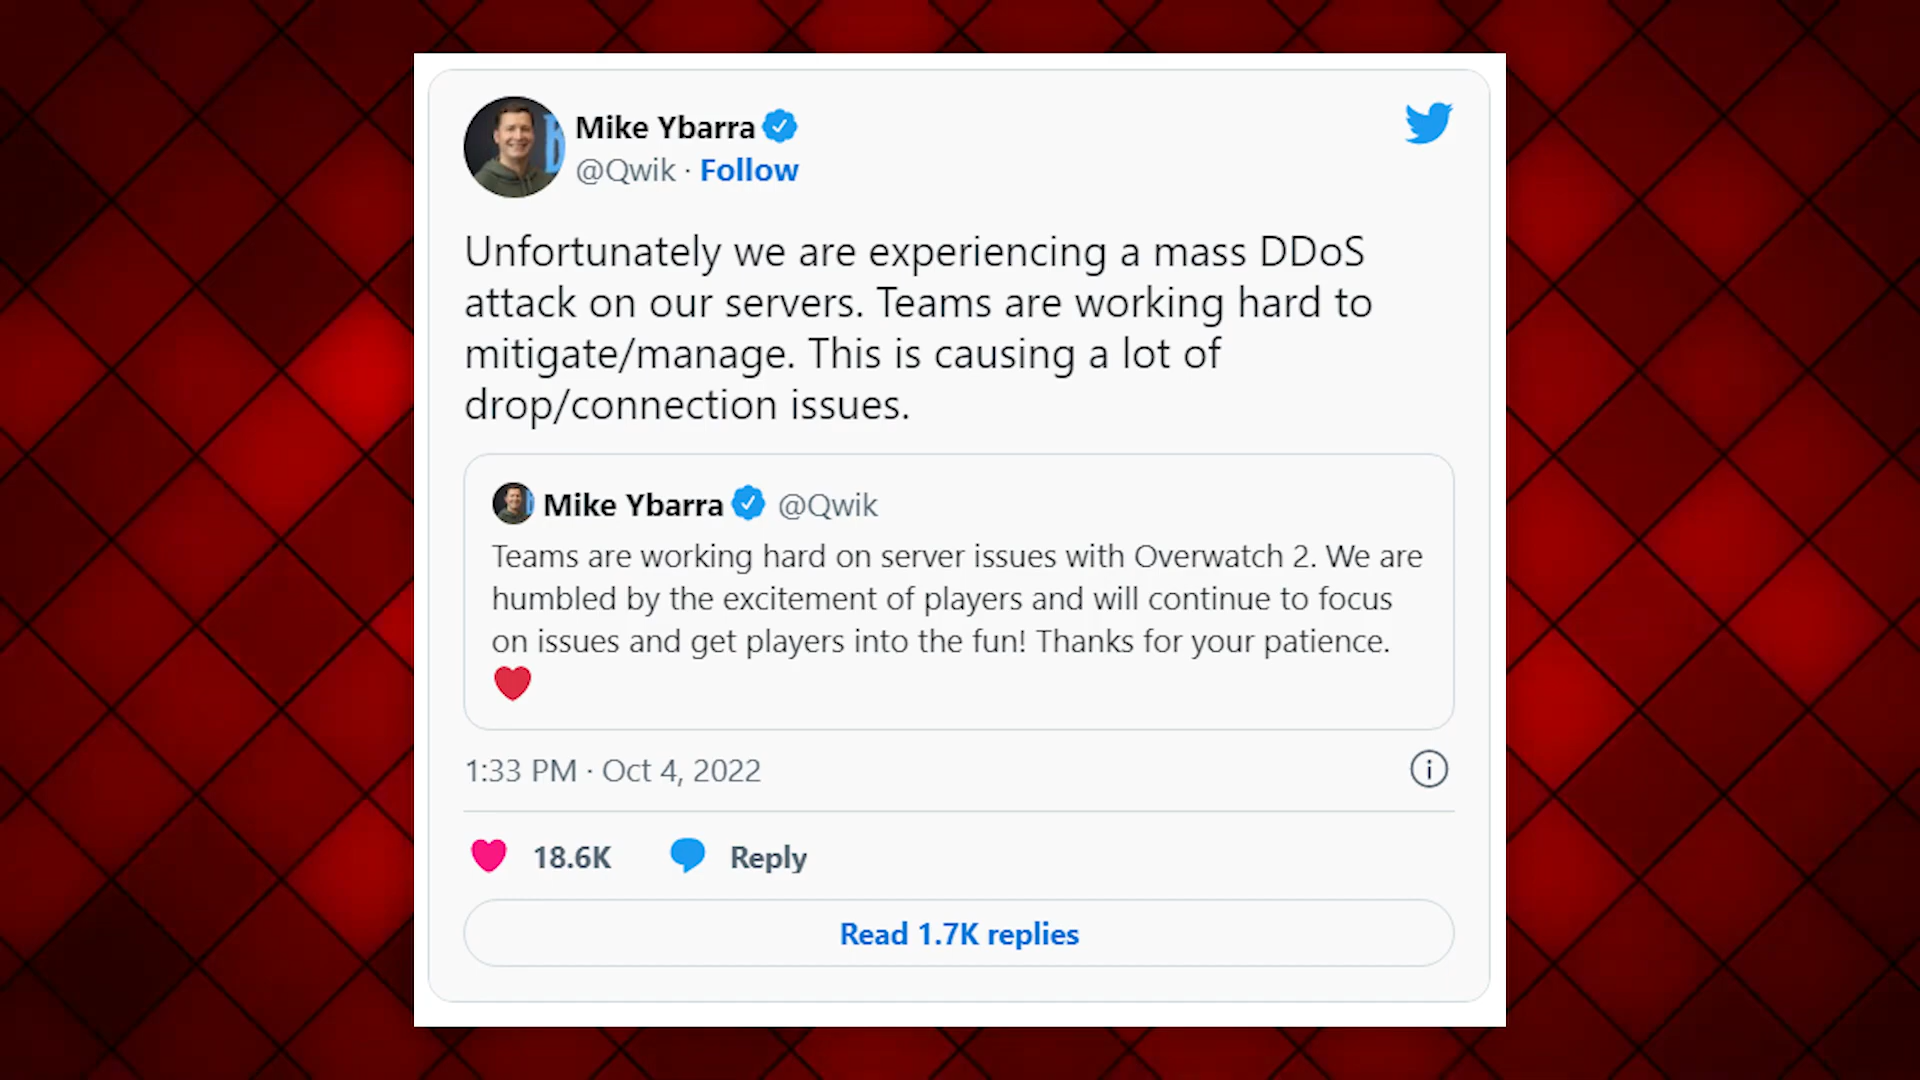 Mike Ybarra
@Qwik · Follow
Unfortunately we are experiencing a mass DDoS
attack on our servers. Teams are working hard to
mitigate/manage. This is causing a lot of
drop/connection issues.
Mike Ybarra @Qwik
Teams are working hard on server issues with Overwatch 2. We are
humbled by the excitement of players and will continue to focus
on issues and get players into the fun! Thanks for your patience.
❤️
1:33 PM · Oct 4, 2022
18.6K Reply
Read 1.7K replies